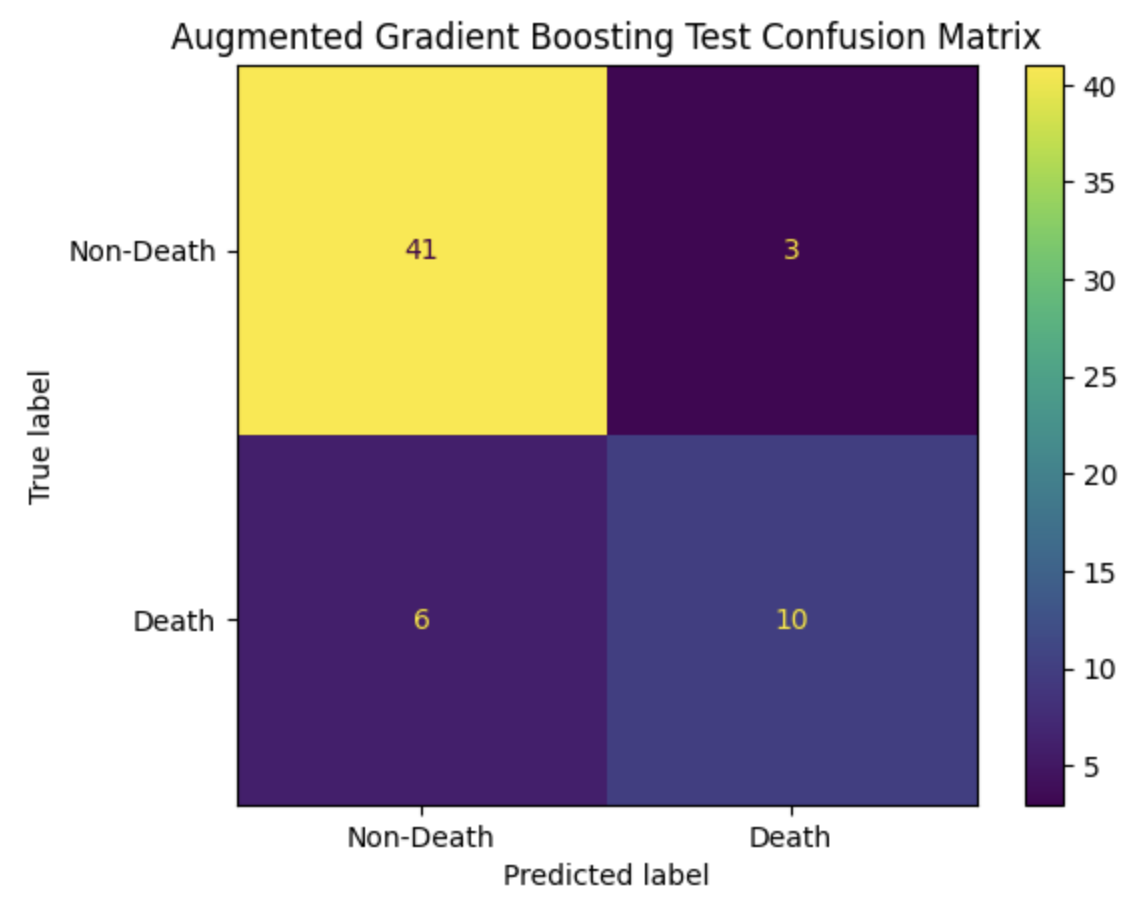 Augmented Gradient Boosting Test Confusion Matrix
Non-Death
41
3
Death
6
10
True label
Non-Death
Death
Predicted label
40
35
30
25
20
15
10
5